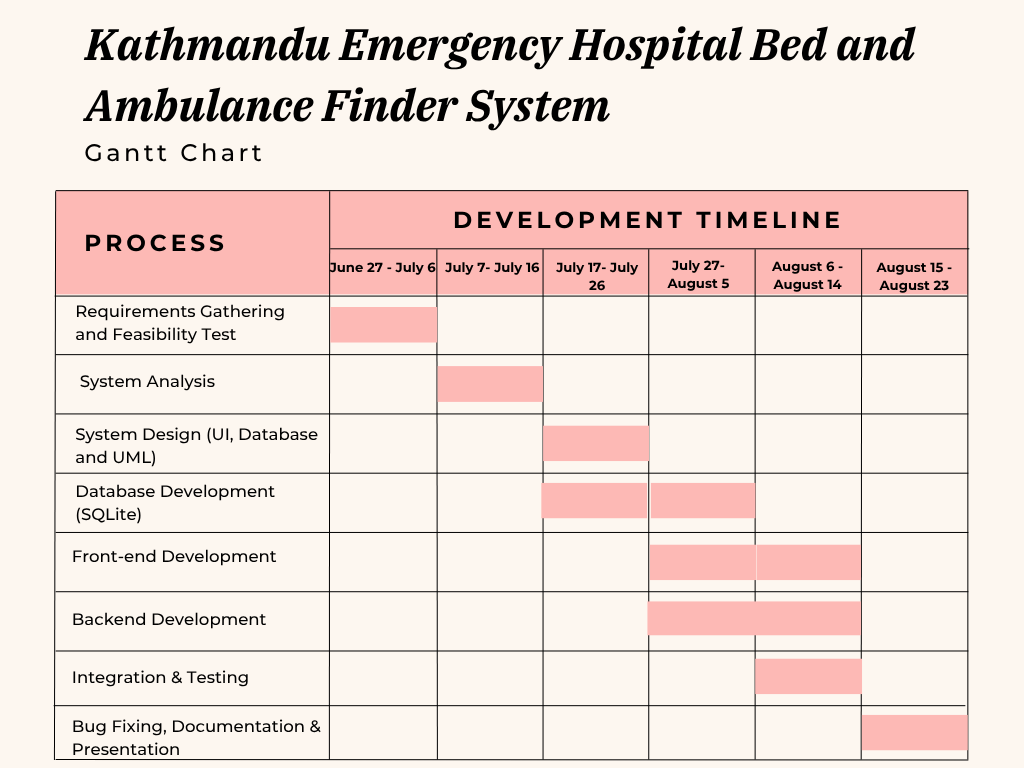 Kathmandu Emergency Hospital Bed and
Ambulance Finder System
Gantt Chart
PROCESS
DEVELOPMENT TIMELINE
June 27 - July 6
July 7- July 16
July 17- July
26
July 27-
August 5
August 6 -
August 14
August 15 -
August 23
Requirements Gathering
and Feasibility Test
System Analysis
System Design (UI, Database
and UML)
Database Development
(SQLite)
Front-end Development
Backend Development
Integration & Testing
Bug Fixing, Documentation &
Presentation